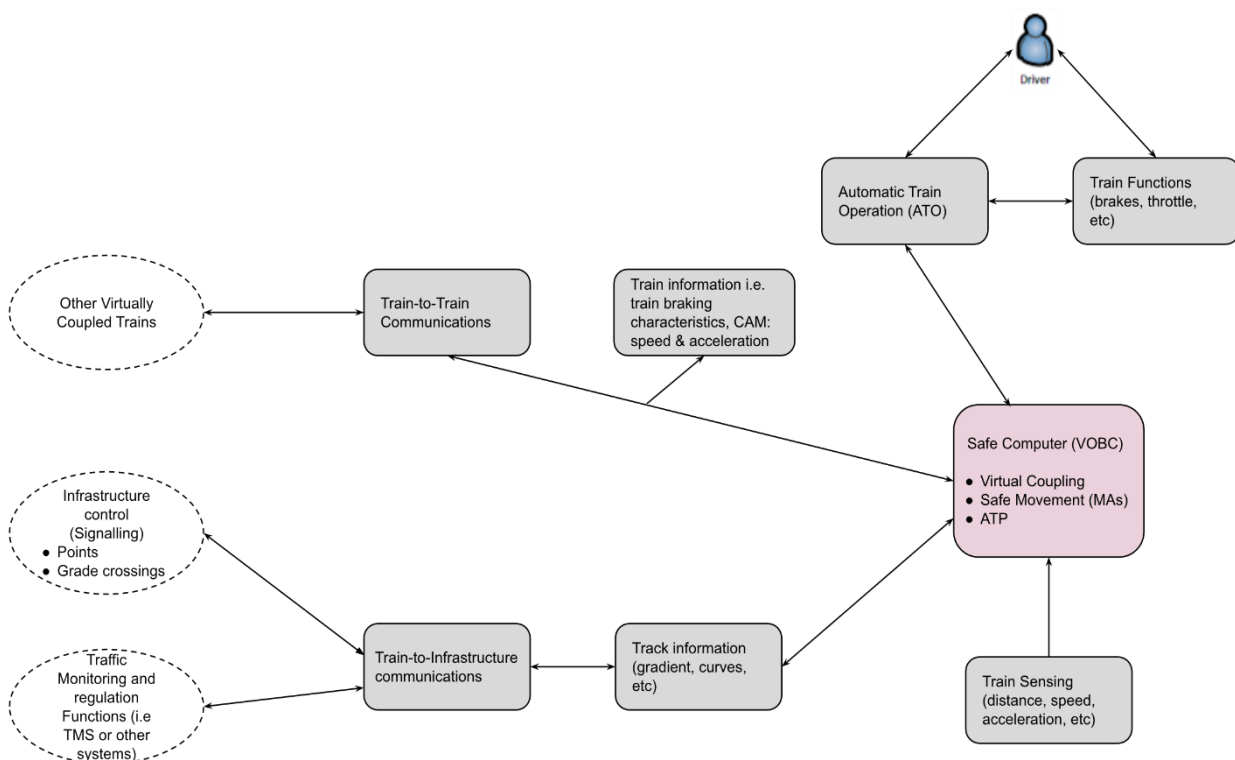 Driver
Automatic Train
Operation (ATO)
Train Functions
(brakes, throttle,
etc)
Other Virtually
Coupled Trains
Train-to-Train
Communications
Train information i.e.
train braking
characteristics, CAM:
speed & acceleration
Safe Computer (VOBC)
● Virtual Coupling
● Safe Movement (MAs)
● ATP
Infrastructure
control
(Signalling)
● Points
● Grade crossings
Traffic
Monitoring and
regulation
Functions (i.e
TMS or other
systems)
Train-to-Infrastructure
communications
Track information
(gradient, curves,
etc)
Train Sensing
(distance, speed,
acceleration, etc)